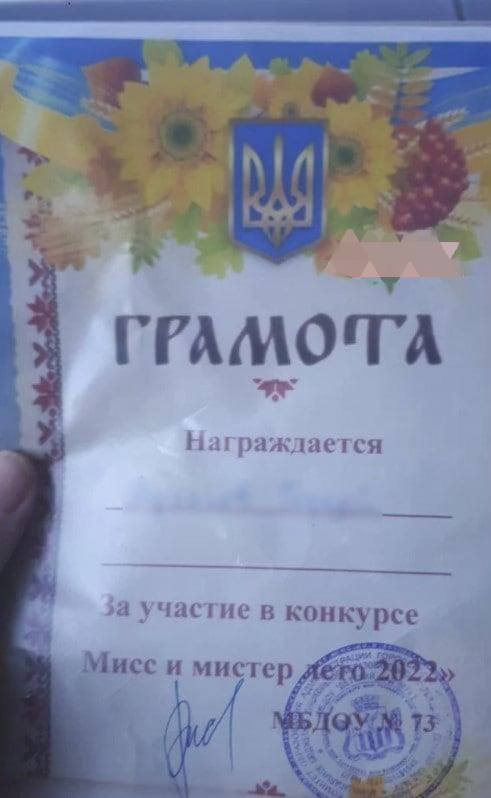 ГРАМОТА
Награждается
За участие в конкурсе
Мисс и мистер лето 2022»
МБДОУ № 73